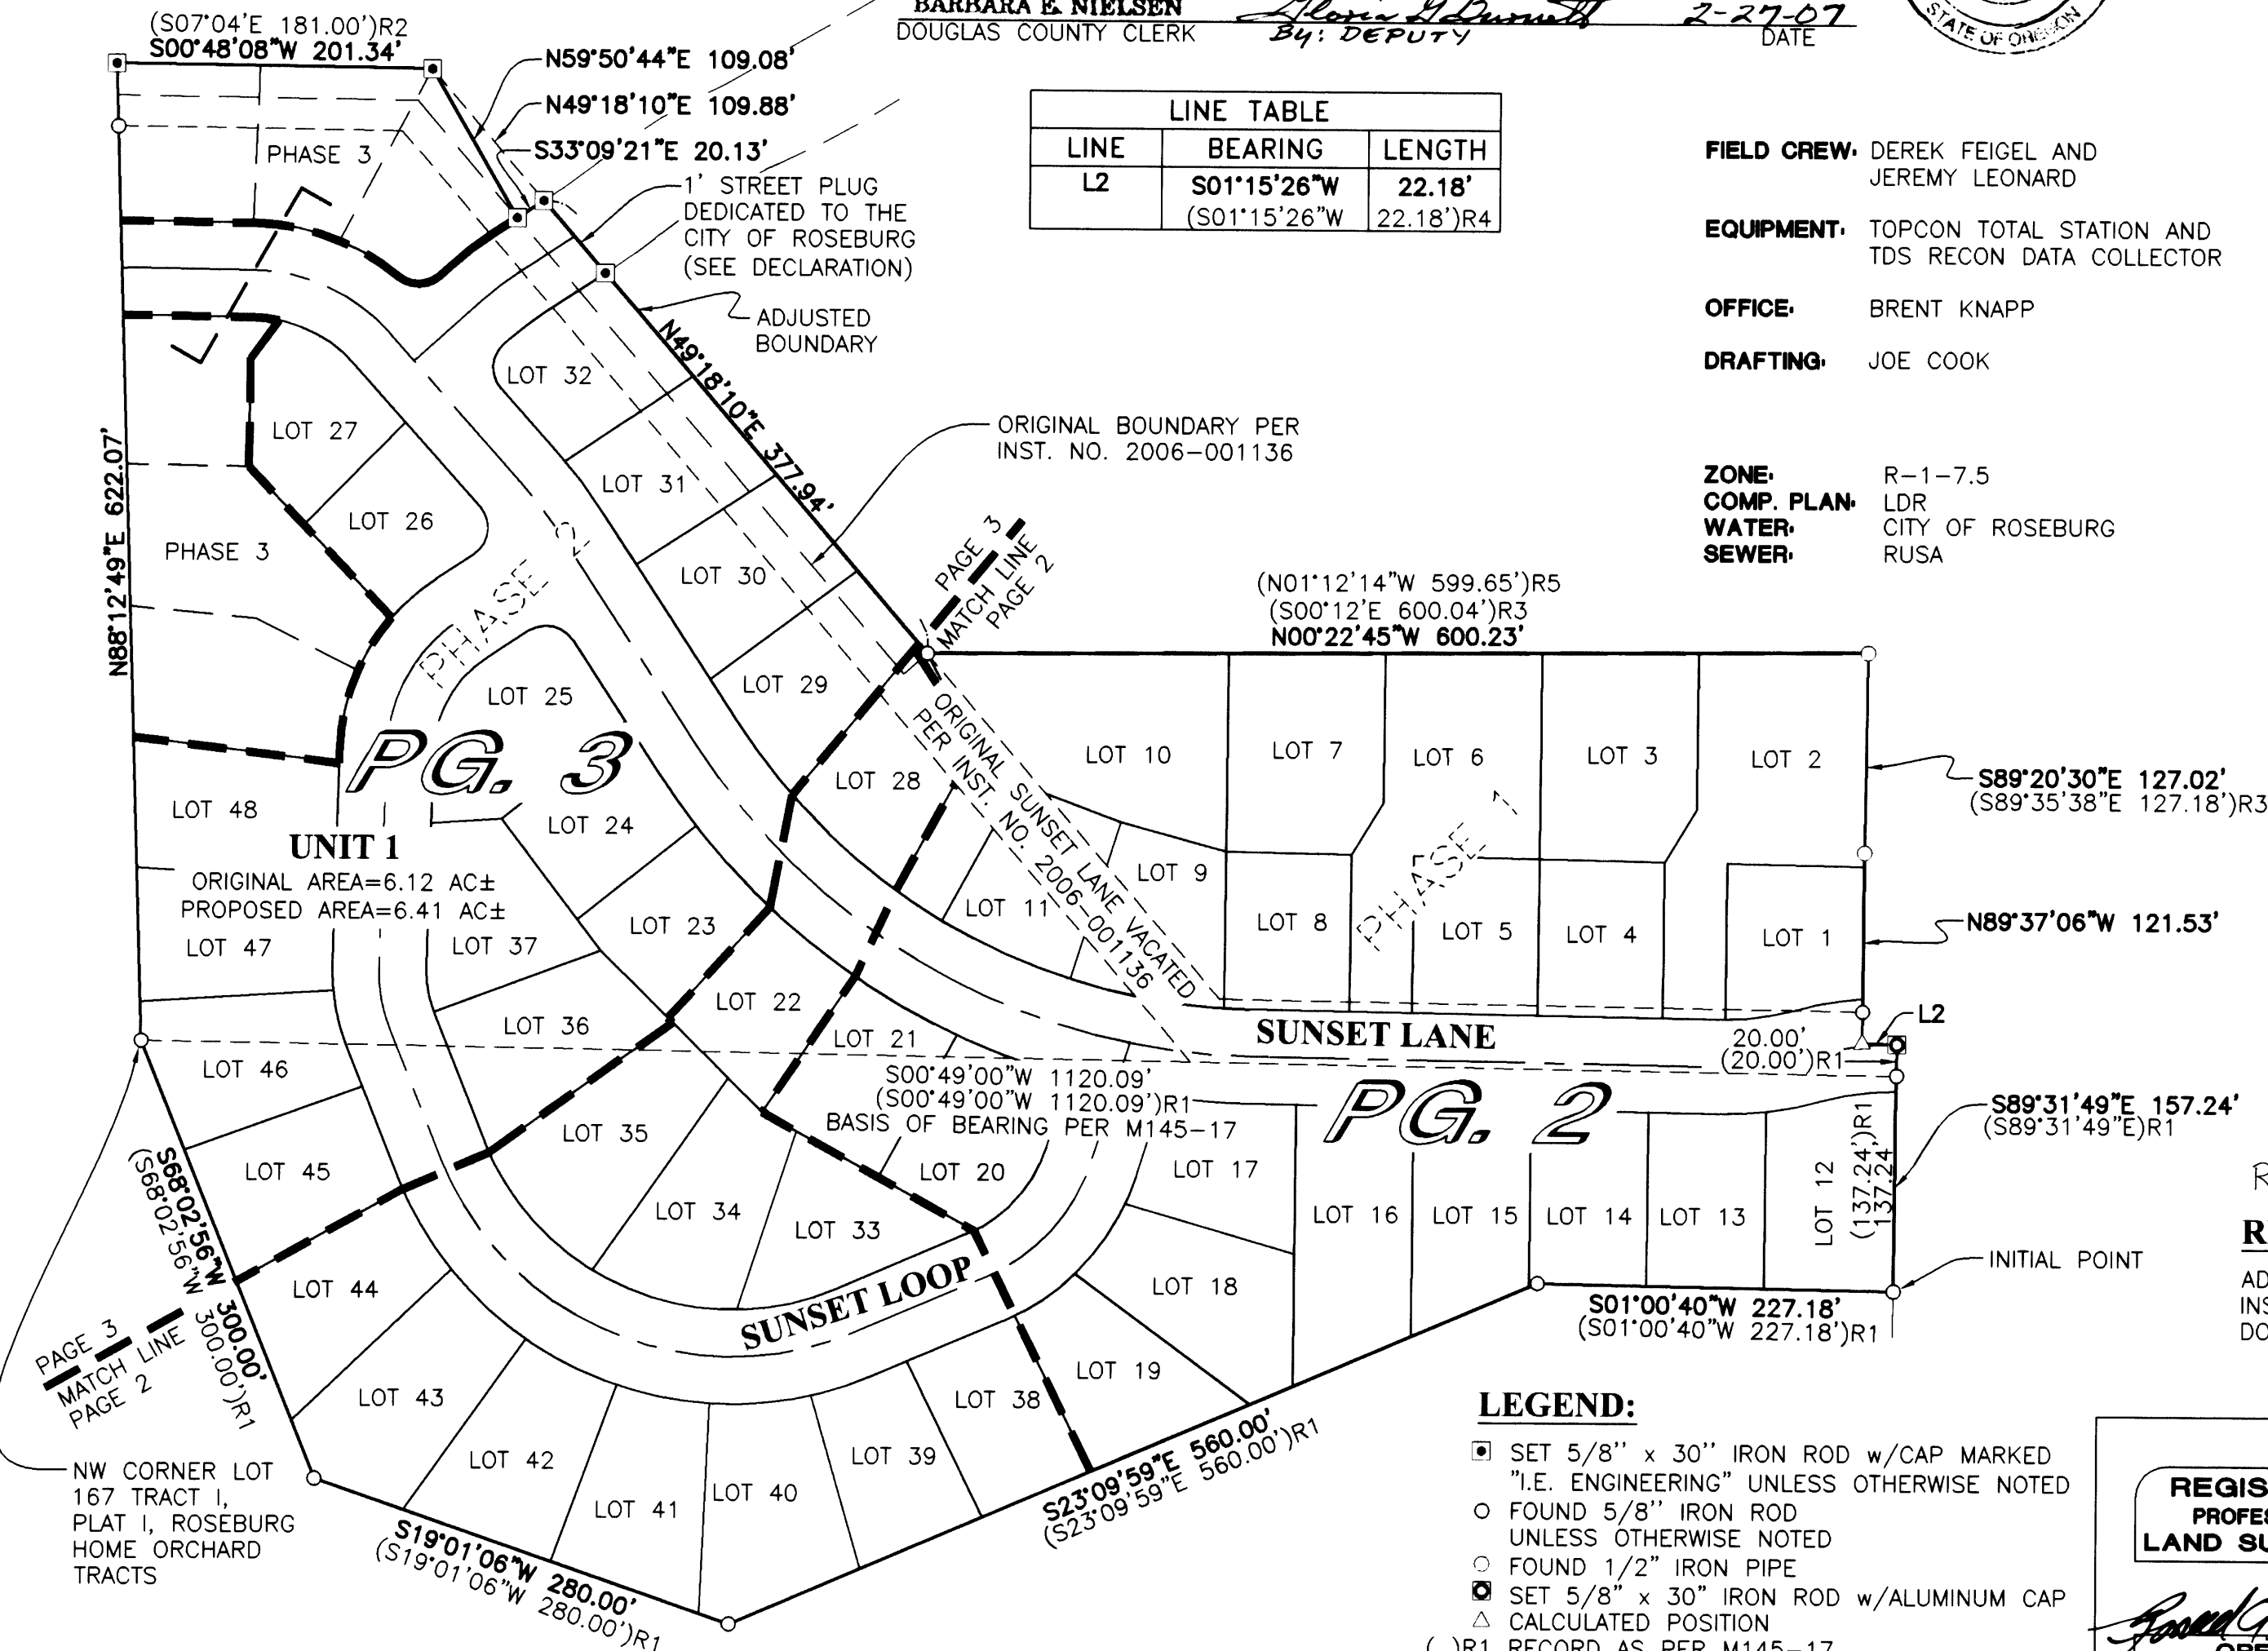 (S07°04'E 181.00')R2
S00°48'08"W 201.34'
BARBARA E. NIELSEN
DOUGLAS COUNTY CLERK
By: DEPUTY
2-27-07
DATE
STATE OF OREGON
N59°50'44"E 109.08'
N49°18'10"E 109.88'
S33°09'21"E 20.13'
1' STREET PLUG
DEDICATED TO THE
CITY OF ROSEBURG
(SEE DECLARATION)
ADJUSTED
BOUNDARY
LINE TABLE
LINE BEARING LENGTH
L2 S01°15'26"W 22.18'
(S01°15'26"W 22.18')R4
FIELD CREW: DEREK FEIGEL AND
JEREMY LEONARD
EQUIPMENT: TOPCON TOTAL STATION AND
TDS RECON DATA COLLECTOR
OFFICE: BRENT KNAPP
DRAFTING: JOE COOK
ZONE: R-1-7.5
COMP. PLAN: LDR
WATER: CITY OF ROSEBURG
SEWER: RUSA
PHASE 3
LOT 32
N49°18'10"E 377.94'
ORIGINAL BOUNDARY PER
INST. NO. 2006-001136
LOT 27
LOT 31
LOT 26
PHASE 3
N88°12'49"E 622.07'
LOT 30
PHASE 2
PAGE 3
MATCH LINE
PAGE 2
(N01°12'14"W 599.65')R5
(S00°12'E 600.04')R3
N00°22'45"W 600.23'
LOT 29
LOT 25
PG. 3
LOT 28
ORIGINAL SUNSET LANE VACATED
PER INST. NO. 2006-001136
LOT 10
LOT 7
LOT 6
LOT 3
LOT 2
S89°20'30"E 127.02'
(S89°35'38"E 127.18')R3
LOT 48
LOT 24
UNIT 1
ORIGINAL AREA=6.12 AC±
PROPOSED AREA=6.41 AC±
LOT 9
PHASE 1
LOT 11
LOT 23
LOT 8
LOT 5
LOT 4
LOT 1
N89°37'06"W 121.53'
LOT 47
LOT 37
LOT 22
LOT 36
LOT 21
SUNSET LANE
20.00'
(20.00')R1
L2
LOT 46
S00°49'00"W 1120.09'
(S00°49'00"W 1120.09')R1
BASIS OF BEARING PER M145-17
PG. 2
S89°31'49"E 157.24'
(S89°31'49"E)R1
LOT 35
LOT 45
LOT 20
LOT 17
LOT 12
(137.24')R1
137.24'
LOT 34
LOT 33
LOT 16
LOT 15
LOT 14
LOT 13
S68°02'56"W 300.00'
(S68°02'56"W 300.00')R1
LOT 44
SUNSET LOOP
LOT 18
INITIAL POINT
S01°00'40"W 227.18'
(S01°00'40"W 227.18')R1
PAGE 3
MATCH LINE
PAGE 2
LOT 43
LOT 38
LOT 19
LOT 42
LOT 39
LOT 41
LOT 40
S23°09'59"E 560.00'
(S23°09'59"E 560.00')R1
NW CORNER LOT
167 TRACT I,
PLAT I, ROSEBURG
HOME ORCHARD
TRACTS
S19°01'06"W 280.00'
(S19°01'06"W 280.00')R1
LEGEND:
SET 5/8'' x 30'' IRON ROD w/CAP MARKED
"I.E. ENGINEERING" UNLESS OTHERWISE NOTED
FOUND 5/8'' IRON ROD
UNLESS OTHERWISE NOTED
FOUND 1/2" IRON PIPE
SET 5/8" x 30" IRON ROD w/ALUMINUM CAP
CALCULATED POSITION
( )R1 RECORD AS PER M145-17
R
AD
INS
DO
REGIS
PROFES
LAND SU